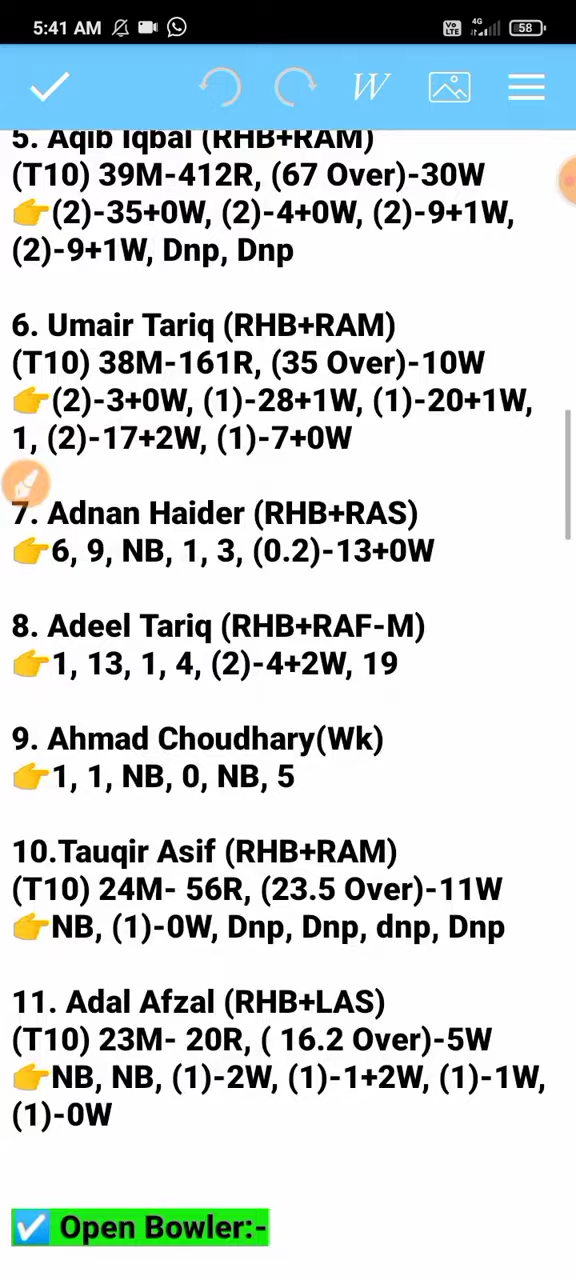 5:41 AM
Vo LTE 4G 58
W
5. Aqib Iqbal (RHB+RAM)
(T10) 39M-412R, (67 Over)-30W
👉(2)-35+0W, (2)-4+0W, (2)-9+1W,
(2)-9+1W, Dnp, Dnp
6. Umair Tariq (RHB+RAM)
(T10) 38M-161R, (35 Over)-10W
👉(2)-3+0W, (1)-28+1W, (1)-20+1W,
1, (2)-17+2W, (1)-7+0W
7. Adnan Haider (RHB+RAS)
👉6, 9, NB, 1, 3, (0.2)-13+0W
8. Adeel Tariq (RHB+RAF-M)
👉1, 13, 1, 4, (2)-4+2W, 19
9. Ahmad Choudhary(Wk)
👉1, 1, NB, 0, NB, 5
10.Tauqir Asif (RHB+RAM)
(T10) 24M- 56R, (23.5 Over)-11W
👉NB, (1)-0W, Dnp, Dnp, dnp, Dnp
11. Adal Afzal (RHB+LAS)
(T10) 23M- 20R, ( 16.2 Over)-5W
👉NB, NB, (1)-2W, (1)-1+2W, (1)-1W,
(1)-0W
☑️ Open Bowler:-